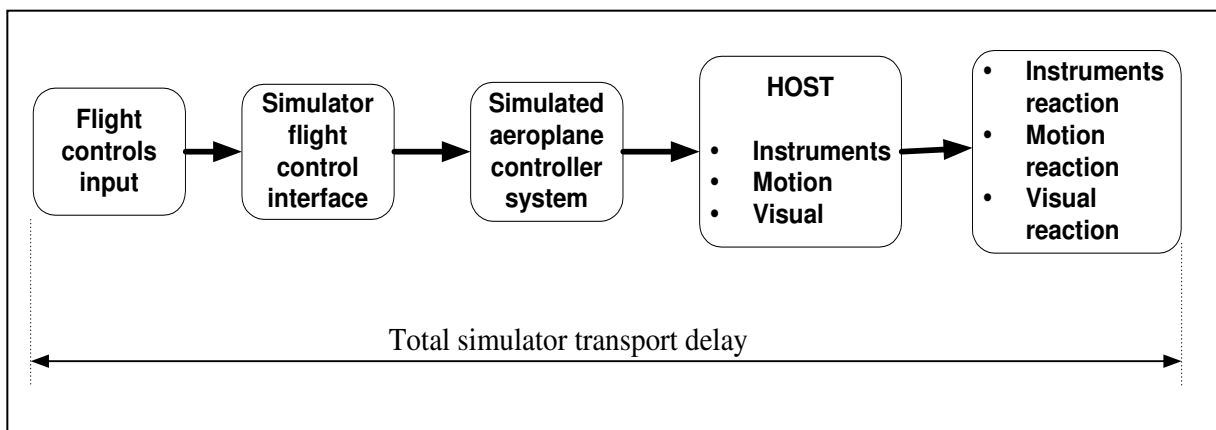 Flight
controls
input
Simulator
flight
control
interface
Simulated
aeroplane
controller
system
HOST
• Instruments
• Motion
• Visual
• Instruments
reaction
• Motion
reaction
• Visual
reaction
Total simulator transport delay